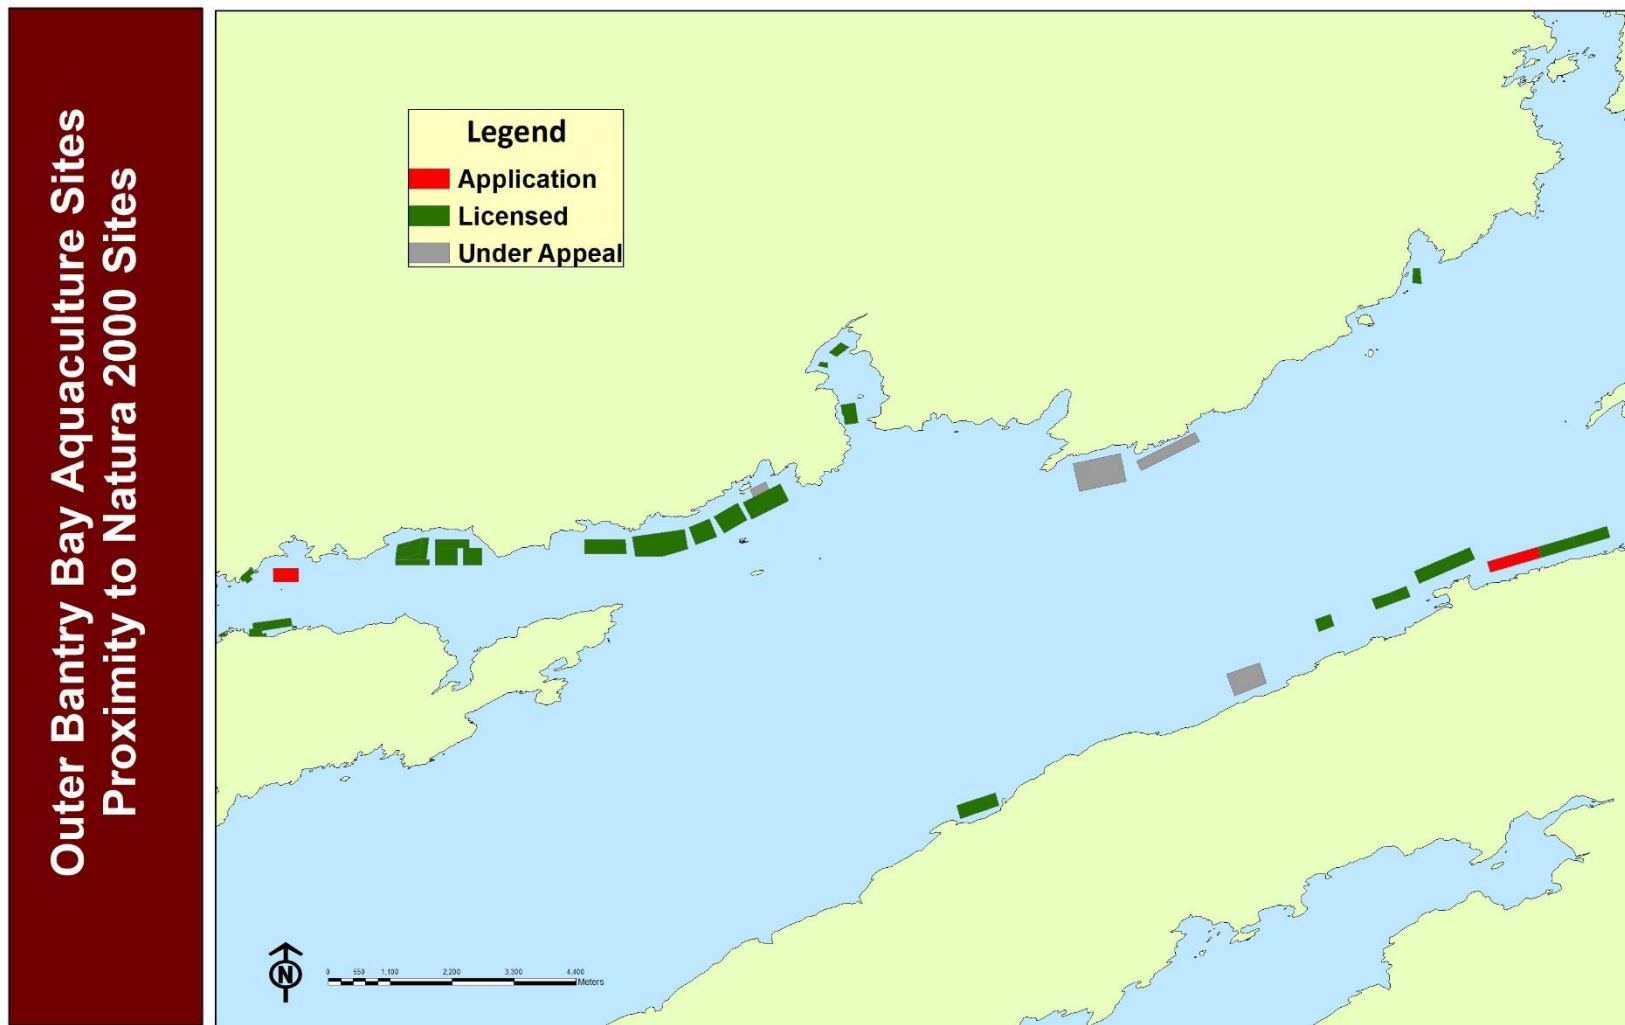 Outer Bantry Bay Aquaculture Sites
Proximity to Natura 2000 Sites
Legend
Application
Licensed
Under Appeal
N
0 550 1,100 2,200 3,300 4,400
Meters